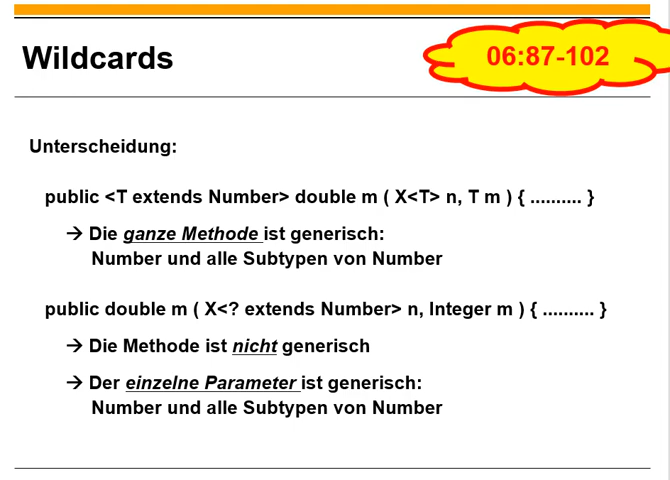 Wildcards
06:87-102
Unterscheidung:
public <T extends Number> double m ( X<T> n, T m ) { .......... }
→ Die ganze Methode ist generisch:
Number und alle Subtypen von Number
public double m ( X<? extends Number> n, Integer m ) { .......... }
→ Die Methode ist nicht generisch
→ Der einzelne Parameter ist generisch:
Number und alle Subtypen von Number